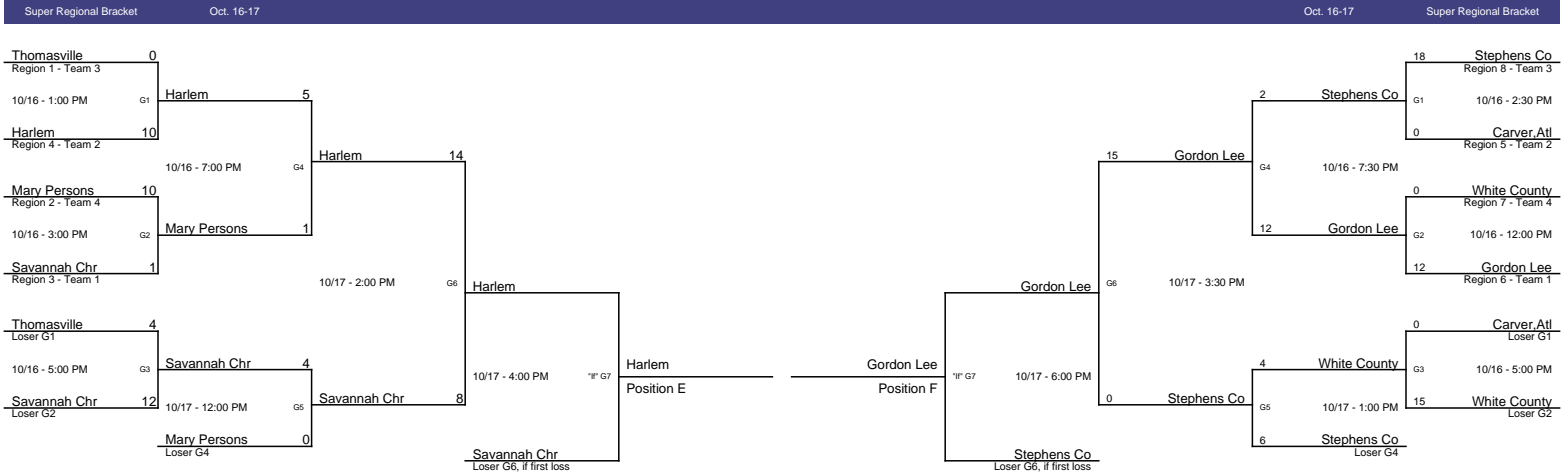 Super Regional Bracket Oct. 16-17
Oct. 16-17 Super Regional Bracket
Thomasville 0
Region 1 - Team 3
10/16 - 1:00 PM G1
Harlem 5
Harlem 10
Region 4 - Team 2
10/16 - 7:00 PM G4
Harlem 14
Mary Persons 10
Region 2 - Team 4
10/16 - 3:00 PM G2
Mary Persons 1
Savannah Chr 1
Region 3 - Team 1
10/17 - 2:00 PM G6
Harlem
Thomasville 4
Loser G1
10/16 - 5:00 PM G3
Savannah Chr 4
Savannah Chr 12
Loser G2
10/17 - 12:00 PM G5
Savannah Chr 8
Mary Persons 0
Loser G4
10/17 - 4:00 PM "If" G7
Harlem
Position E
Savannah Chr
Loser G6, if first loss
18 Stephens Co
Region 8 - Team 3
2 Stephens Co
G1 10/16 - 2:30 PM
0 Carver,Atl
Region 5 - Team 2
15 Gordon Lee
G4 10/16 - 7:30 PM
0 White County
Region 7 - Team 4
12 Gordon Lee
G2 10/16 - 12:00 PM
12 Gordon Lee
Region 6 - Team 1
Gordon Lee
G6 10/17 - 3:30 PM
0 Carver,Atl
Loser G1
4 White County
G3 10/16 - 5:00 PM
15 White County
Loser G2
0 Stephens Co
G5 10/17 - 1:00 PM
6 Stephens Co
Loser G4
Gordon Lee
Position F
"If" G7 10/17 - 6:00 PM
Stephens Co
Loser G6, if first loss